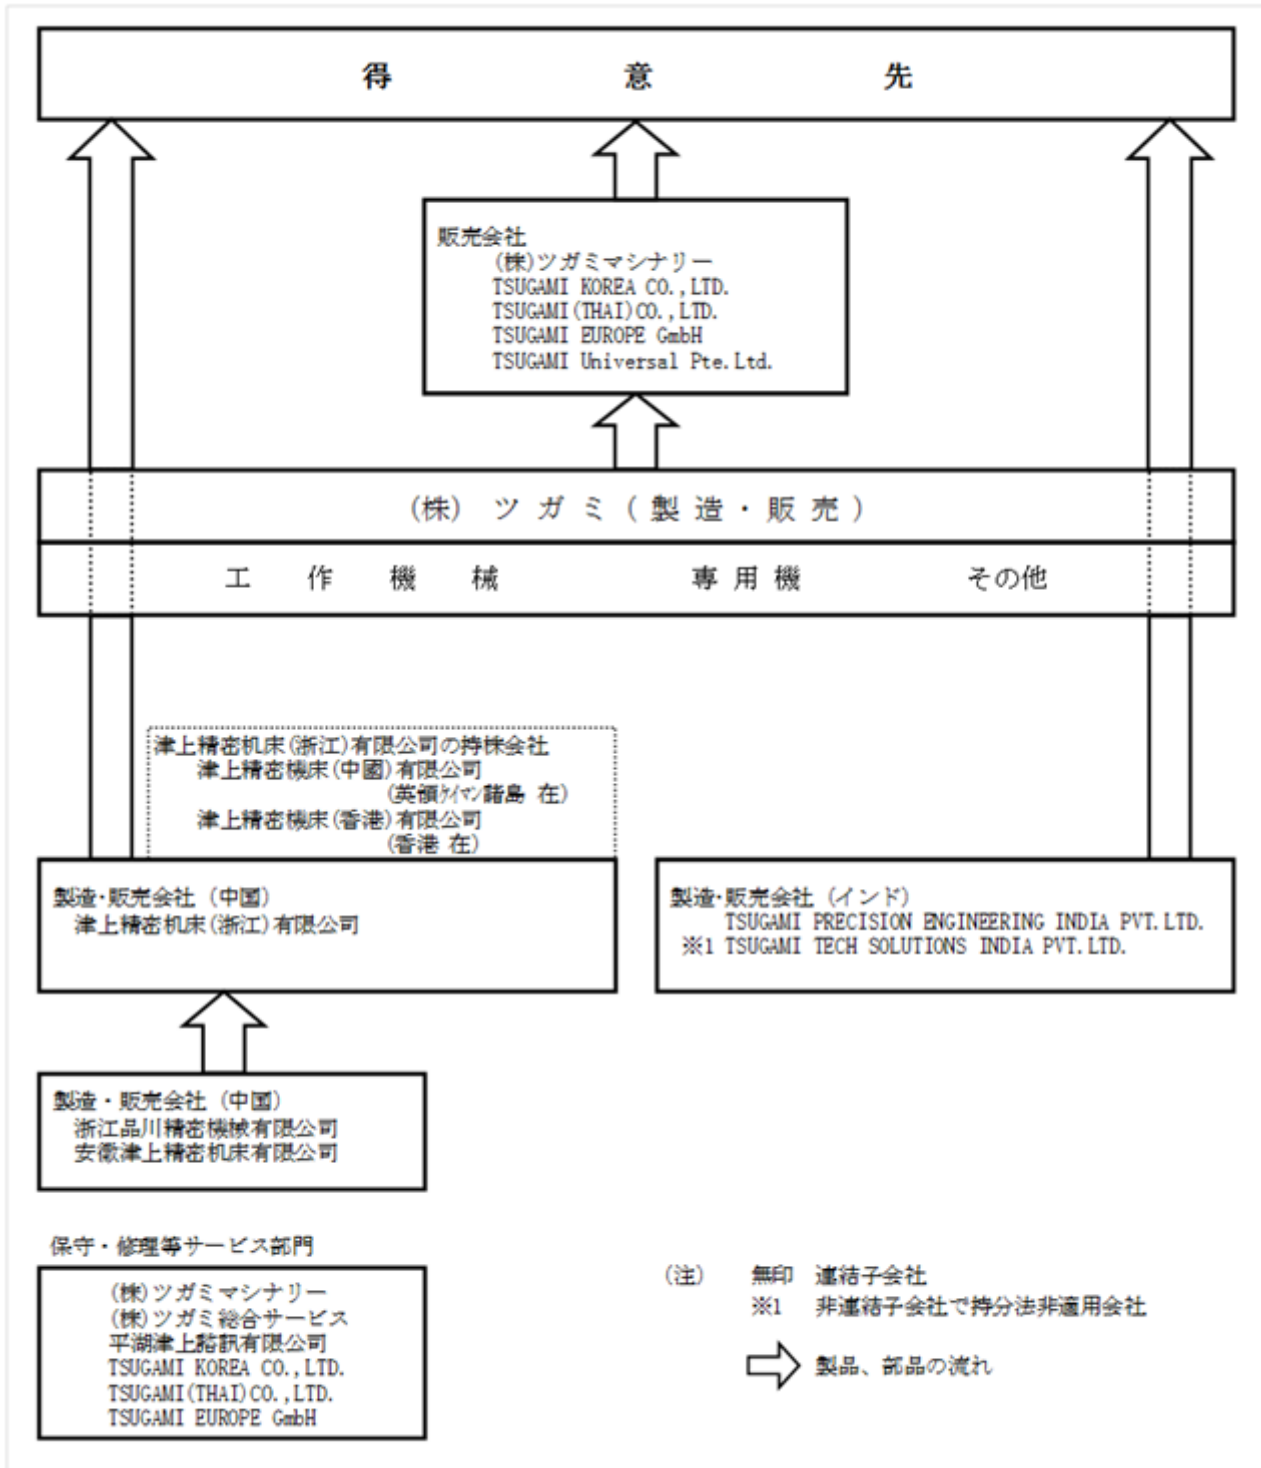 得意先
販売会社
(株)ツガミマシナリー
TSUGAMI KOREA CO.,LTD.
TSUGAMI(THAI)CO.,LTD.
TSUGAMI EUROPE GmbH
TSUGAMI Universal Pte.Ltd.
(株) ツガミ(製造・販売)
工作機械 専用機 その他
津上精密机床(浙江)有限公司の持株会社
津上精密機床(中國)有限公司
(英領ケイマン諸島 在)
津上精密機床(香港)有限公司
(香港 在)
製造・販売会社 (中国)
津上精密机床(浙江)有限公司
製造・販売会社 (インド)
TSUGAMI PRECISION ENGINEERING INDIA PVT.LTD.
※1 TSUGAMI TECH SOLUTIONS INDIA PVT.LTD.
製造・販売会社 (中国)
浙江品川精密機械有限公司
安徽津上精密机床有限公司
保守・修理等サービス部門
(株)ツガミマシナリー
(株)ツガミ総合サービス
平湖津上諮訊有限公司
TSUGAMI KOREA CO.,LTD.
TSUGAMI(THAI)CO.,LTD.
TSUGAMI EUROPE GmbH
(注) 無印 連結子会社
※1 非連結子会社で持分法非適用会社
製品、部品の流れ